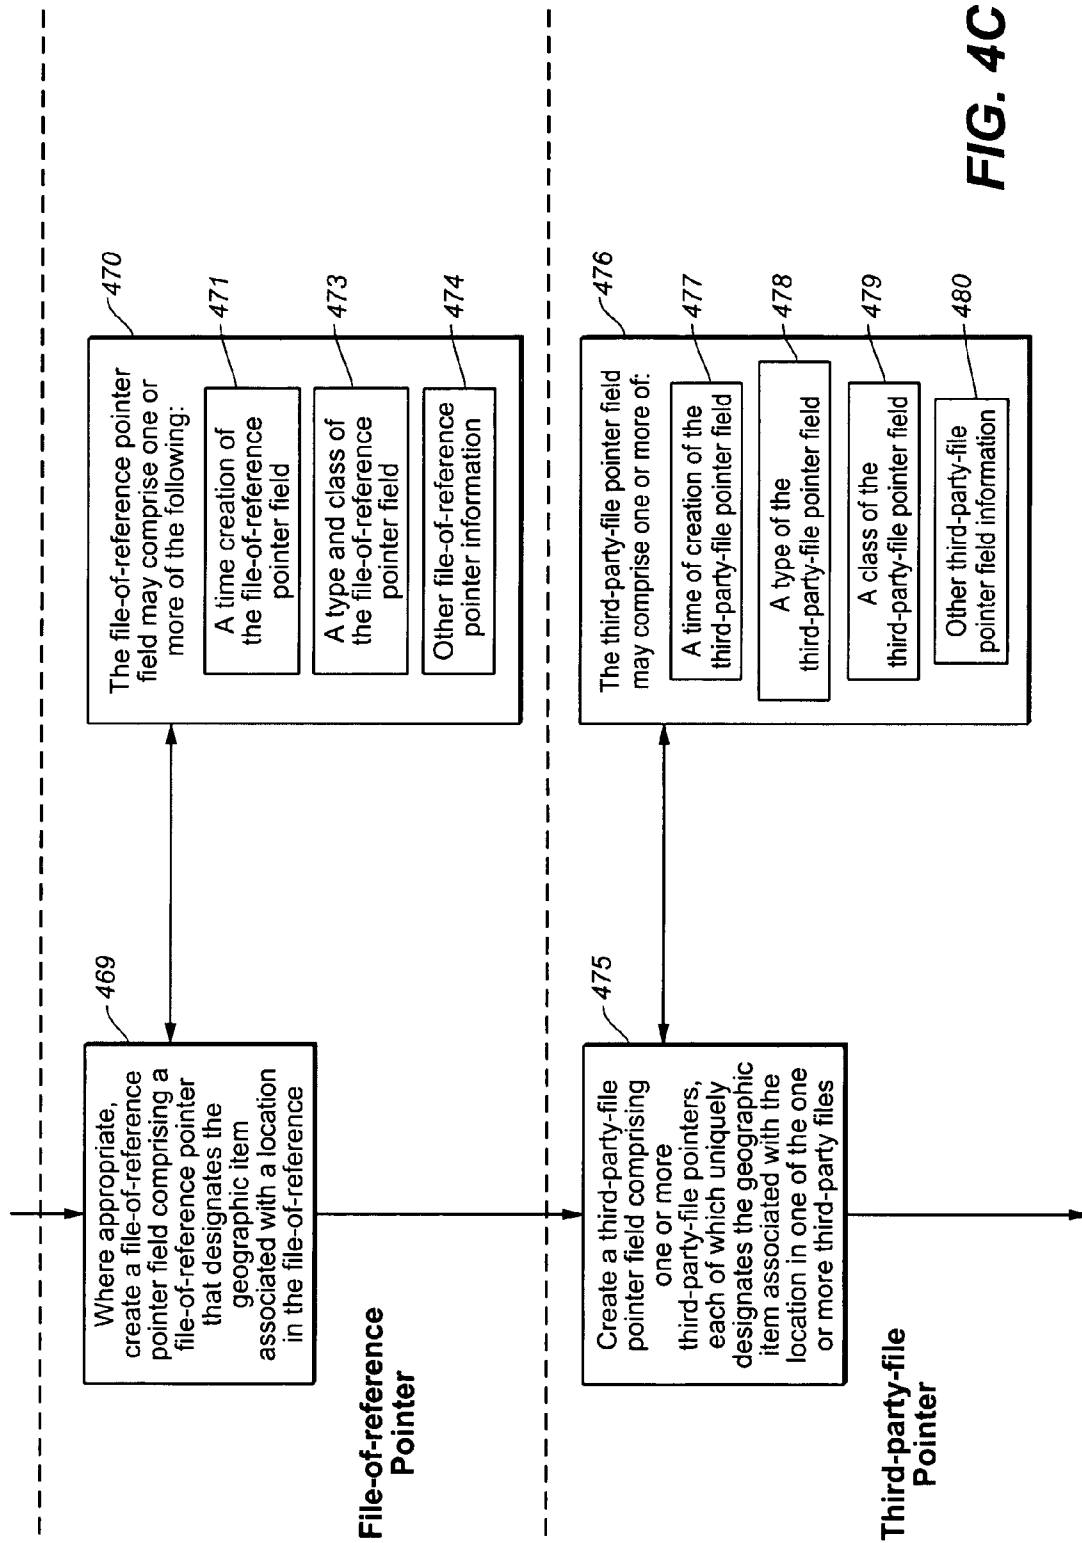 469
Where appropriate,
create a file-of-reference
pointer field comprising a
file-of-reference pointer
that designates the
geographic item
associated with a location
in the file-of-reference
File-of-reference
Pointer
470
The file-of-reference pointer
field may comprise one or
more of the following:
471
A time creation of
the file-of-reference
pointer field
473
A type and class of
the file-of-reference
pointer field
474
Other file-of-reference
pointer information
475
Create a third-party-file
pointer field comprising
one or more
third-party-file pointers,
each of which uniquely
designates the geographic
item associated with the
location in one of the one
or more third-party files
Third-party-file
Pointer
476
The third-party-file pointer field
may comprise one or more of:
477
A time of creation of the
third-party-file pointer field
478
A type of the
third-party-file pointer field
479
A class of the
third-party-file pointer field
480
Other third-party-file
pointer field information
FIG. 4C